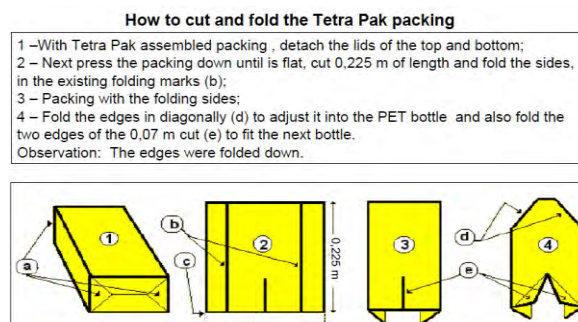 How to cut and fold the Tetra Pak packing
1 –With Tetra Pak assembled packing , detach the lids of the top and bottom;
2 – Next press the packing down until is flat, cut 0,225 m of length and fold the sides,
in the existing folding marks (b);
3 – Packing with the folding sides;
4 – Fold the edges in diagonally (d) to adjust it into the PET bottle and also fold the
two edges of the 0,07 m cut (e) to fit the next bottle.
Observation: The edges were folded down.
1
a
b
c
2
0,225 m
3
d
e
4